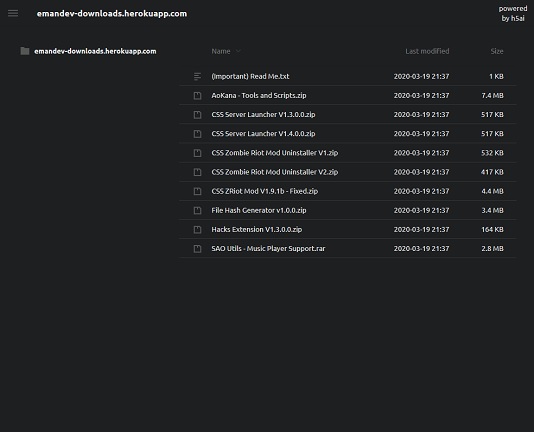 emandev-downloads.herokuapp.com
powered
by h5ai
emandev-downloads.herokuapp.com
Name Last modified Size
(Important) Read Me.txt 2020-03-19 21:37 1 KB
AoKana - Tools and Scripts.zip 2020-03-19 21:37 7.4 MB
CSS Server Launcher V1.3.0.0.zip 2020-03-19 21:37 517 KB
CSS Server Launcher V1.4.0.0.zip 2020-03-19 21:37 517 KB
CSS Zombie Riot Mod Uninstaller V1.zip 2020-03-19 21:37 532 KB
CSS Zombie Riot Mod Uninstaller V2.zip 2020-03-19 21:37 417 KB
CSS ZRiot Mod V1.9.1b - Fixed.zip 2020-03-19 21:37 4.4 MB
File Hash Generator v1.0.0.zip 2020-03-19 21:37 3.4 MB
Hacks Extension V1.3.0.0.zip 2020-03-19 21:37 164 KB
SAO Utils - Music Player Support.rar 2020-03-19 21:37 2.8 MB